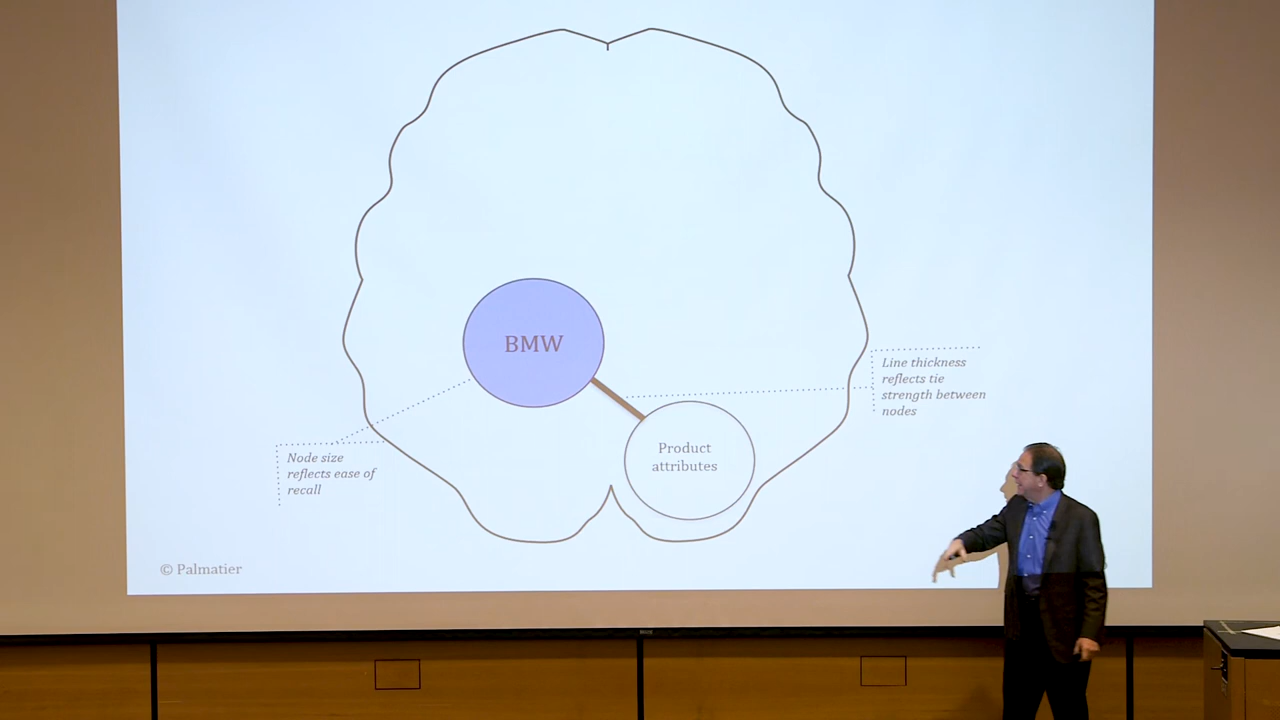 BMW
Line thickness
reflects tie
strength between
nodes
Product
attributes
Node size
reflects ease of
recall
© Palmatier